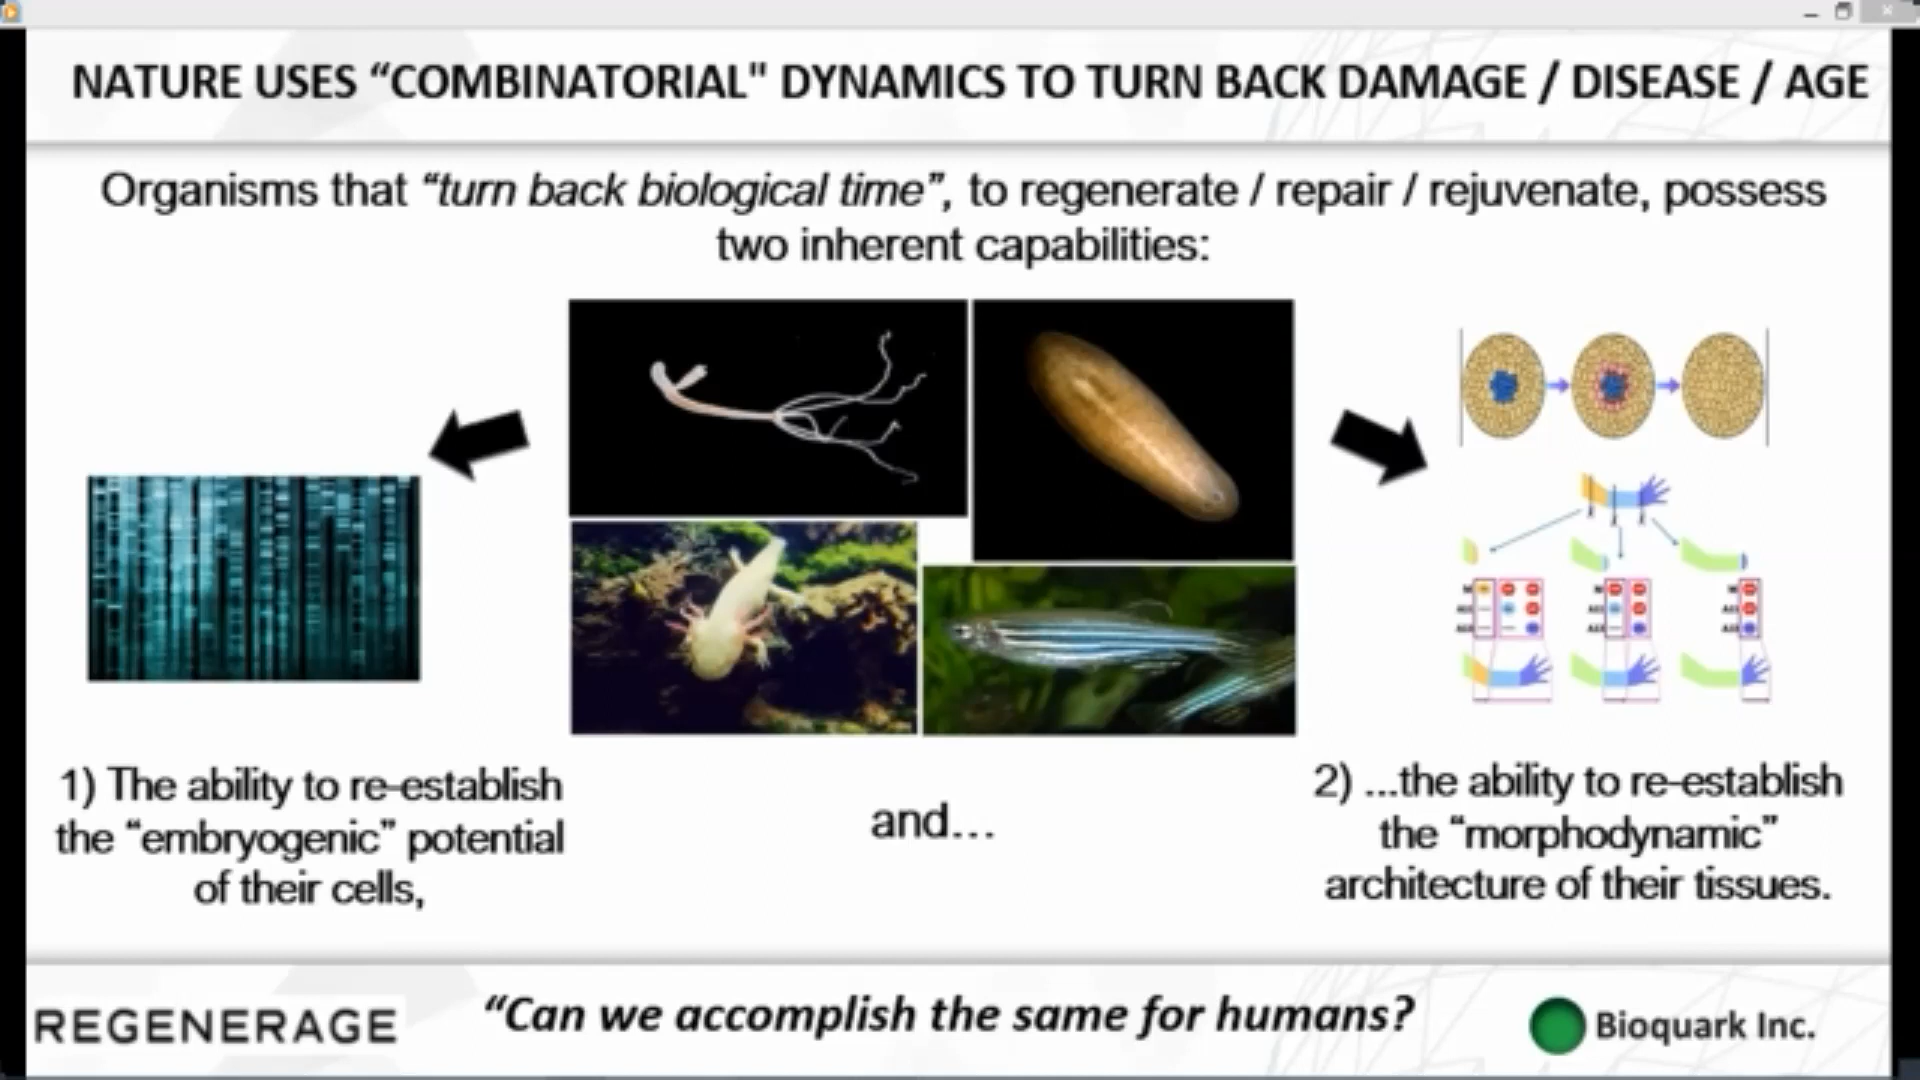 NATURE USES “COMBINATORIAL" DYNAMICS TO TURN BACK DAMAGE / DISEASE / AGE
Organisms that “turn back biological time”, to regenerate / repair / rejuvenate, possess
two inherent capabilities:
1) The ability to re-establish
the “embryogenic” potential
of their cells,
and...
2) ...the ability to re-establish
the “morphodynamic”
architecture of their tissues.
REGENERAGE
“Can we accomplish the same for humans?
Bioquark Inc.